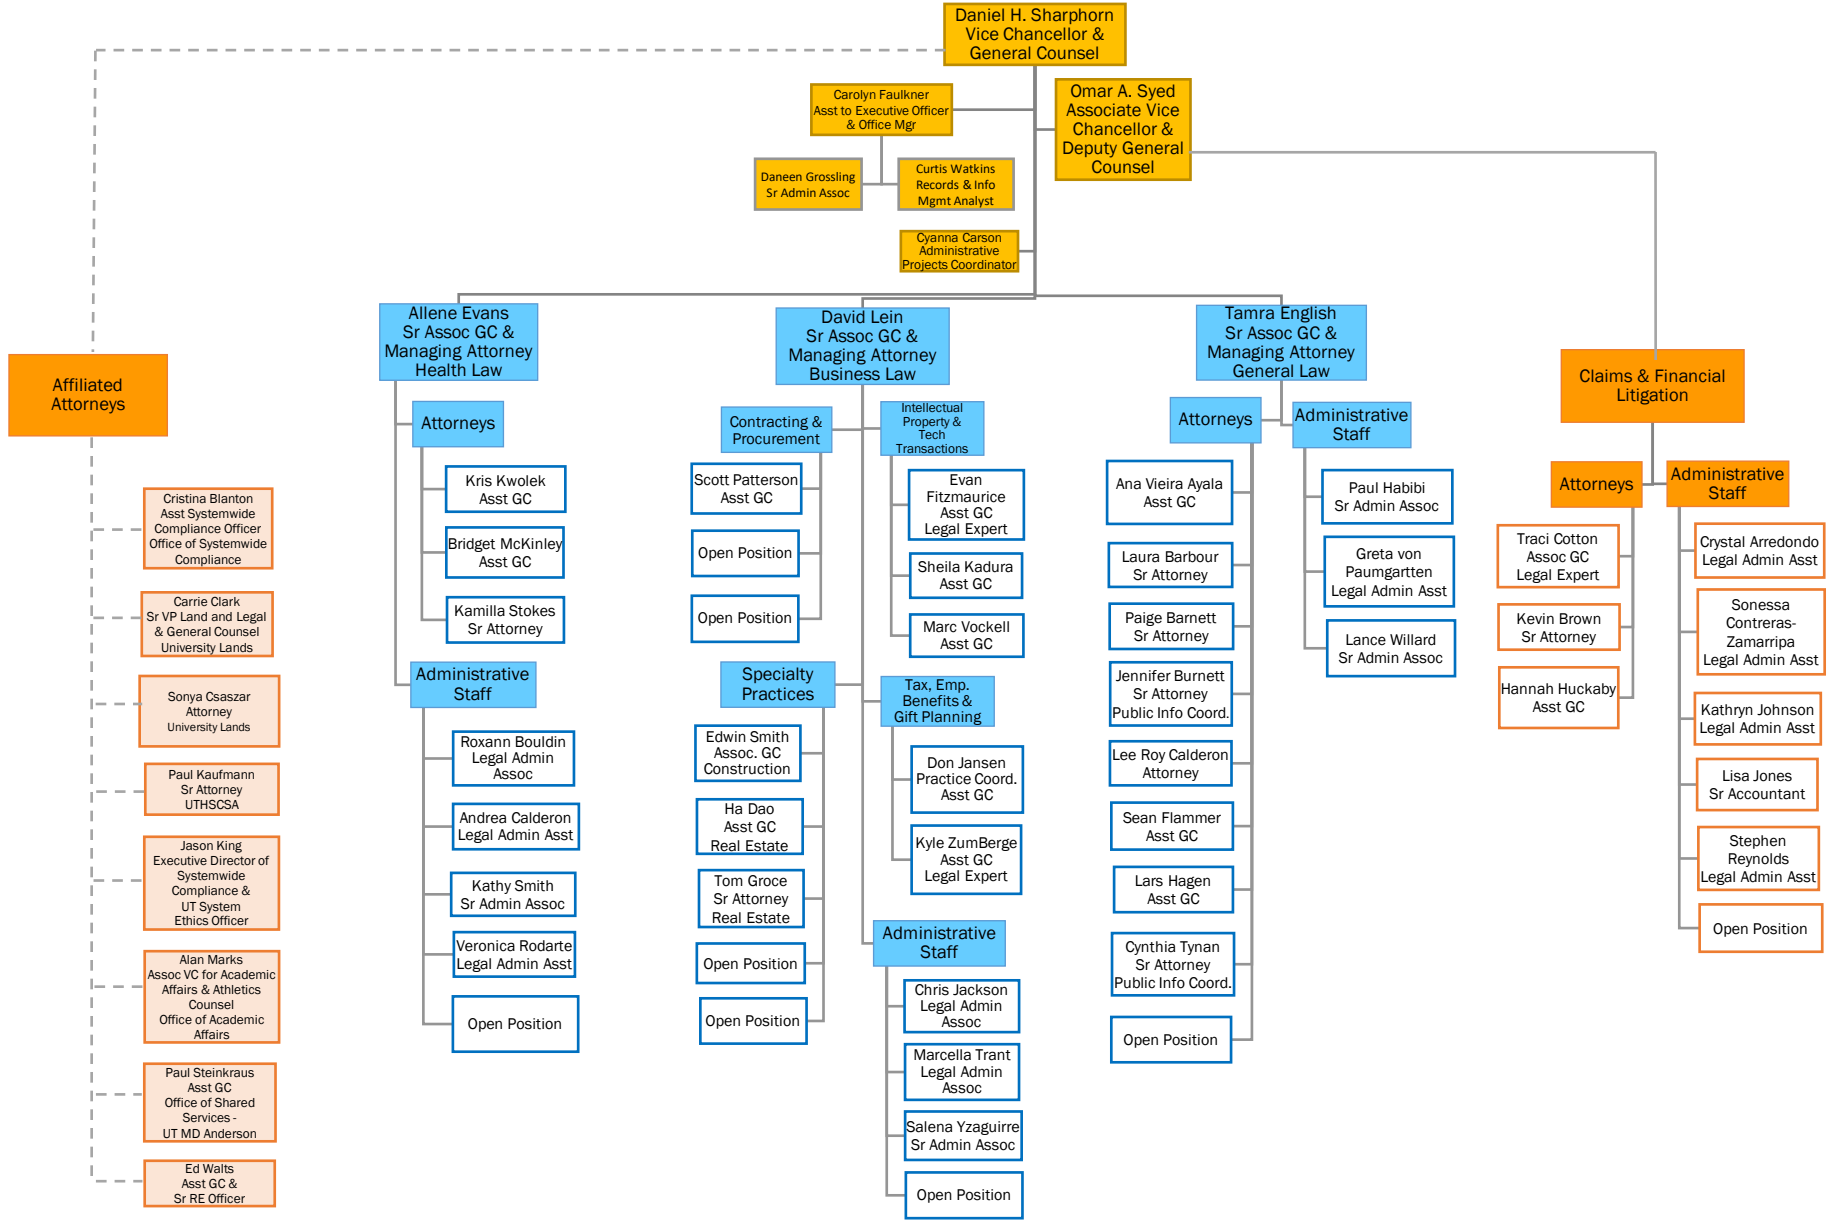 Daniel H. Sharphorn
Vice Chancellor &
General Counsel
Carolyn Faulkner
Asst to Executive Officer
& Office Mgr
Omar A. Syed
Associate Vice
Chancellor &
Deputy General
Counsel
Daneen Grossling
Sr Admin Assoc
Curtis Watkins
Records & Info
Mgmt Analyst
Cyanna Carson
Administrative
Projects Coordinator
Affiliated
Attorneys
Cristina Blanton
Asst Systemwide
Compliance Officer
Office of Systemwide
Compliance
Carrie Clark
Sr VP Land and Legal
& General Counsel
University Lands
Sonya Csaszar
Attorney
University Lands
Paul Kaufmann
Sr Attorney
UTHSCSA
Jason King
Executive Director of
Systemwide
Compliance &
UT System
Ethics Officer
Alan Marks
Assoc VC for Academic
Affairs & Athletics
Counsel
Office of Academic
Affairs
Paul Steinkraus
Asst GC
Office of Shared
Services -
UT MD Anderson
Ed Walts
Asst GC &
Sr RE Officer
Allene Evans
Sr Assoc GC &
Managing Attorney
Health Law
Attorneys
Kris Kwolek
Asst GC
Bridget McKinley
Asst GC
Kamilla Stokes
Sr Attorney
Administrative
Staff
Roxann Bouldin
Legal Admin
Assoc
Andrea Calderon
Legal Admin Asst
Kathy Smith
Sr Admin Assoc
Veronica Rodarte
Legal Admin Asst
Open Position
David Lein
Sr Assoc GC &
Managing Attorney
Business Law
Contracting &
Procurement
Scott Patterson
Asst GC
Open Position
Open Position
Intellectual
Property &
Tech
Transactions
Evan
Fitzmaurice
Asst GC
Legal Expert
Sheila Kadura
Asst GC
Marc Vockell
Asst GC
Specialty
Practices
Edwin Smith
Assoc. GC
Construction
Ha Dao
Asst GC
Real Estate
Tom Groce
Sr Attorney
Real Estate
Open Position
Open Position
Tax, Emp.
Benefits &
Gift Planning
Don Jansen
Practice Coord.
Asst GC
Kyle ZumBerge
Asst GC
Legal Expert
Administrative
Staff
Chris Jackson
Legal Admin
Assoc
Marcella Trant
Legal Admin
Assoc
Salena Yzaguirre
Sr Admin Assoc
Open Position
Tamra English
Sr Assoc GC &
Managing Attorney
General Law
Attorneys
Ana Vieira Ayala
Asst GC
Laura Barbour
Sr Attorney
Paige Barnett
Sr Attorney
Jennifer Burnett
Sr Attorney
Public Info Coord.
Lee Roy Calderon
Attorney
Sean Flammer
Asst GC
Lars Hagen
Asst GC
Cynthia Tynan
Sr Attorney
Public Info Coord.
Open Position
Administrative
Staff
Paul Habibi
Sr Admin Assoc
Greta von
Paumgartten
Legal Admin Asst
Lance Willard
Sr Admin Assoc
Claims & Financial
Litigation
Attorneys
Traci Cotton
Assoc GC
Legal Expert
Kevin Brown
Sr Attorney
Hannah Huckaby
Asst GC
Administrative
Staff
Crystal Arredondo
Legal Admin Asst
Sonessa
Contreras-
Zamarripa
Legal Admin Asst
Kathryn Johnson
Legal Admin Asst
Lisa Jones
Sr Accountant
Stephen
Reynolds
Legal Admin Asst
Open Position